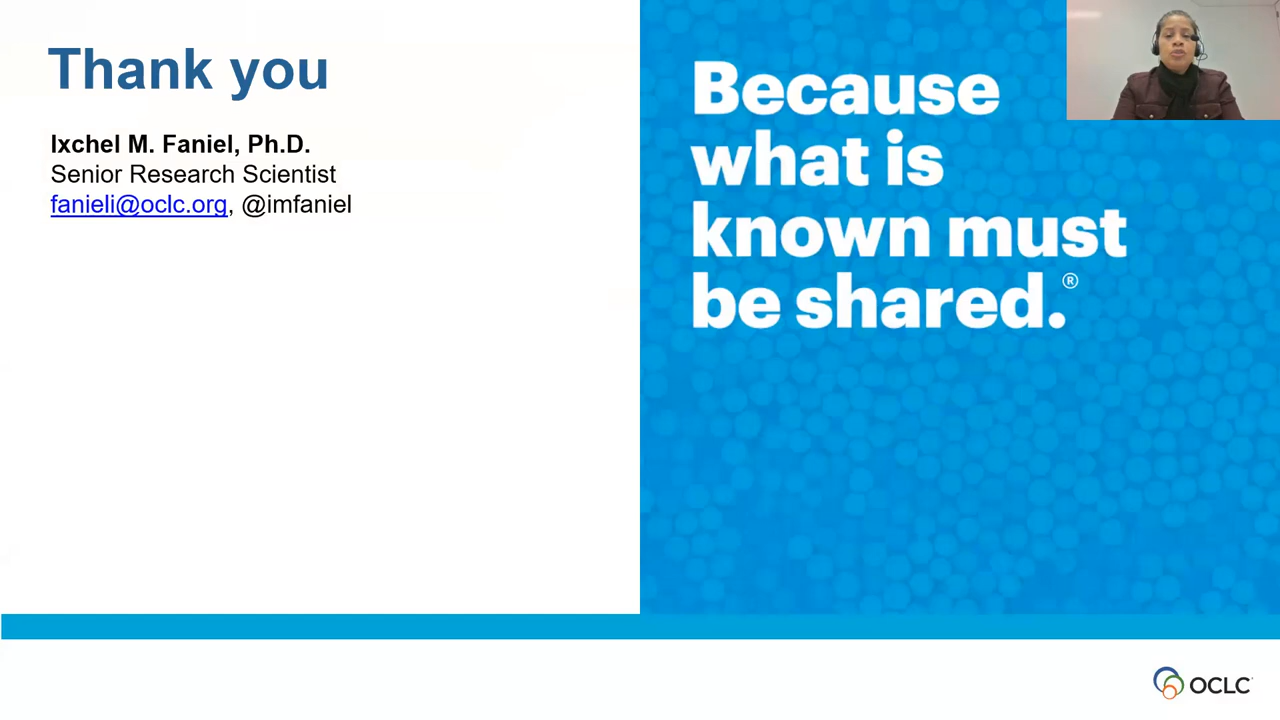 Thank you
Ixchel M. Faniel, Ph.D.
Senior Research Scientist
fanieli@oclc.org, @imfaniel
Because
what is
known must
be shared.®
OCLC